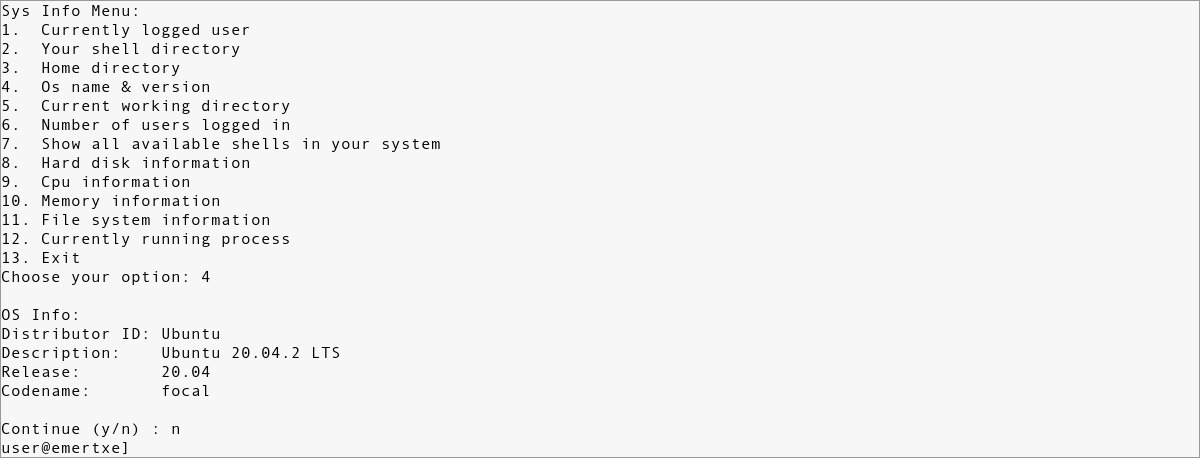 Sys Info Menu:
1.  Currently logged user
2.  Your shell directory
3.  Home directory
4.  Os name & version
5.  Current working directory
6.  Number of users logged in
7.  Show all available shells in your system
8.  Hard disk information
9.  Cpu information
10. Memory information
11. File system information
12. Currently running process
13. Exit
Choose your option: 4

OS Info:
Distributor ID: Ubuntu
Description:    Ubuntu 20.04.2 LTS
Release:        20.04
Codename:       focal

Continue (y/n) : n
user@emertxe]